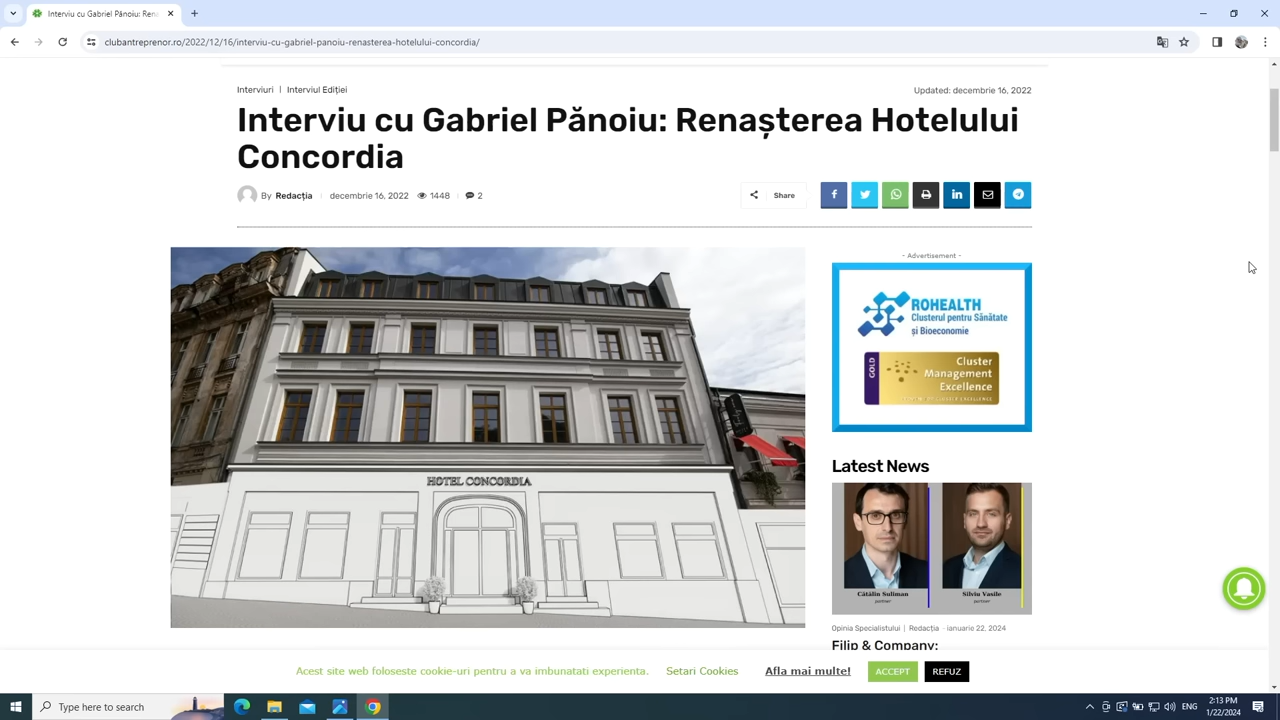 Interviu cu Gabriel Pănoiu: Rena
clubantreprenor.ro/2022/12/16/interviu-cu-gabriel-panoiu-renasterea-hotelului-concordia/
Interviuri | Interviul Ediției
Updated: decembrie 16, 2022
Interviu cu Gabriel Pănoiu: Renașterea Hotelului
Concordia
By Redacția decembrie 16, 2022 1448 2
Share
- Advertisement -
ROHEALTH
Clusterul pentru Sănătate
și Bioeconomie
GOLD
Cluster
Management
Excellence
HOTEL CONCORDIA
Latest News
Cătălin Suliman
partner
Silviu Vasile
partner
Opinia Specialistului | Redacția - ianuarie 22, 2024
Filip & Company:
Acest site web foloseste cookie-uri pentru a va imbunatati experienta. Setari Cookies Afla mai multe! ACCEPT REFUZ
Type here to search
ENG
2:13 PM
1/22/2024